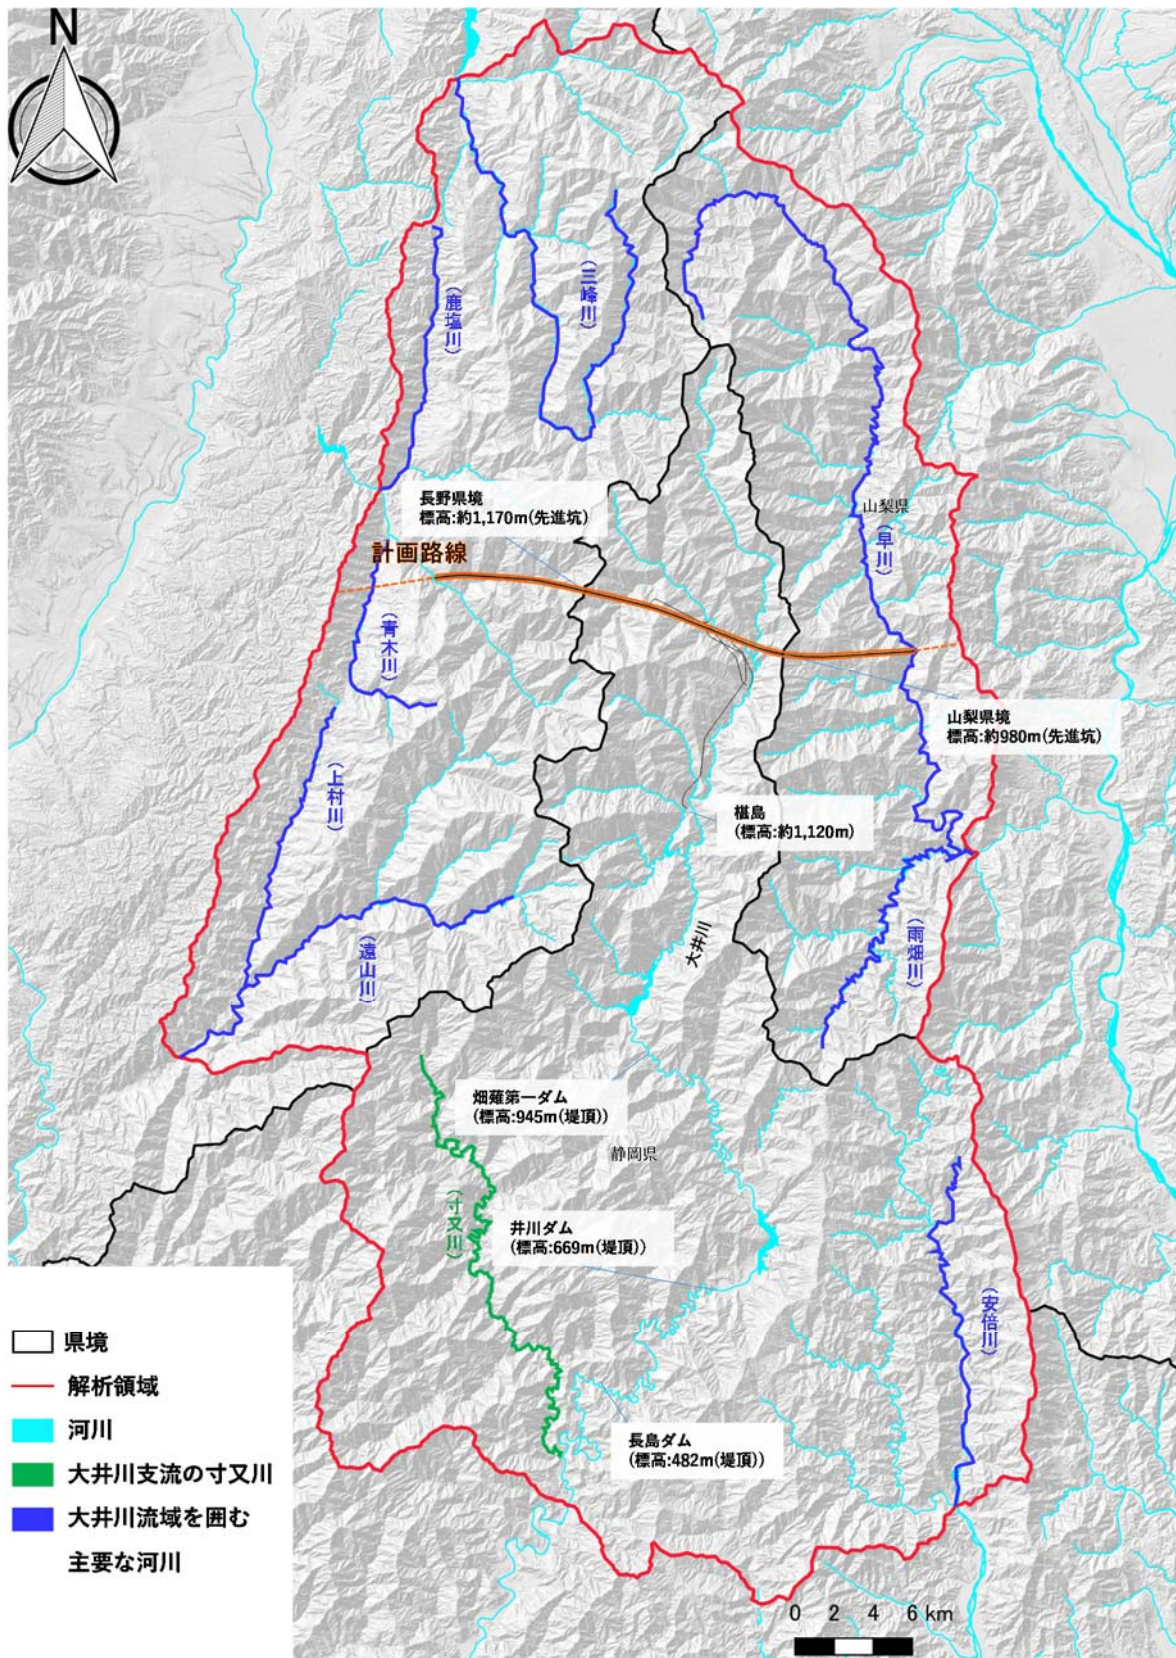 N
(三峰川)
(鹿塩川)
長野県境
標高:約1,170m(先進坑)
山梨県
(早川)
計画路線
(青木川)
山梨県境
標高:約980m(先進坑)
(上村川)
椹島
(標高:約1,120m)
大井川
(雨畑川)
(遠山川)
畑薙第一ダム
(標高:945m(堤頂))
静岡県
(寸又川)
井川ダム
(標高:669m(堤頂))
(安倍川)
県境
解析領域
河川
大井川支流の寸又川
大井川流域を囲む
主要な河川
長島ダム
(標高:482m(堤頂))
0 2 4 6 km